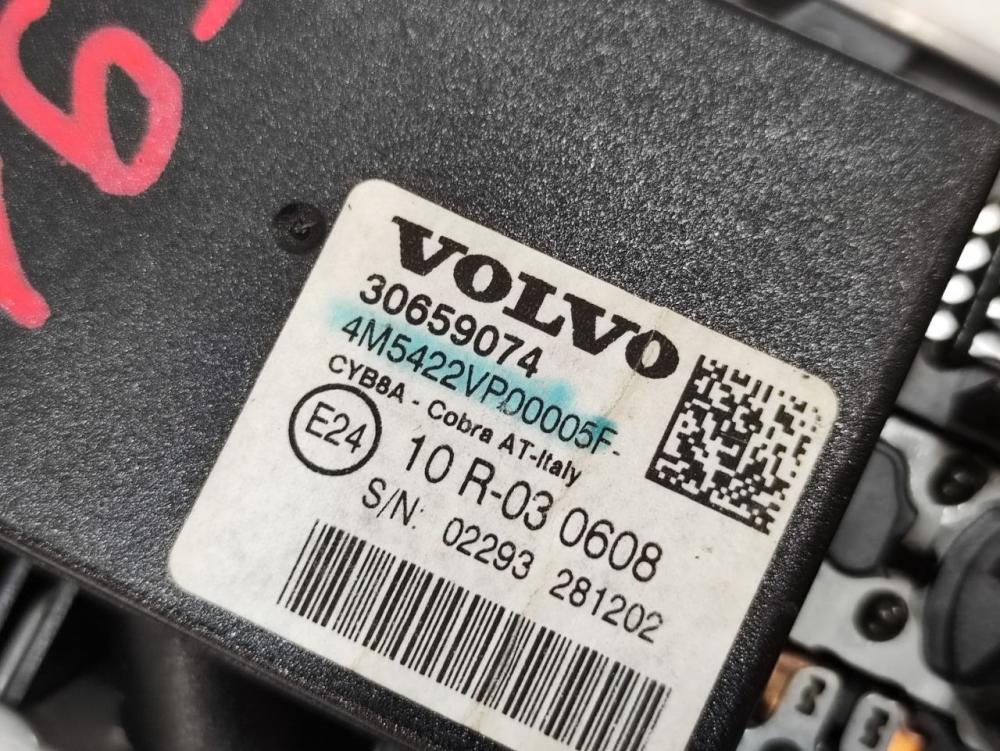 VOLVO
30659074
4M5422VP00005F-
CYB8A - Cobra AT-Italy
E24 10 R-03 0608
S/N: 02293 281202